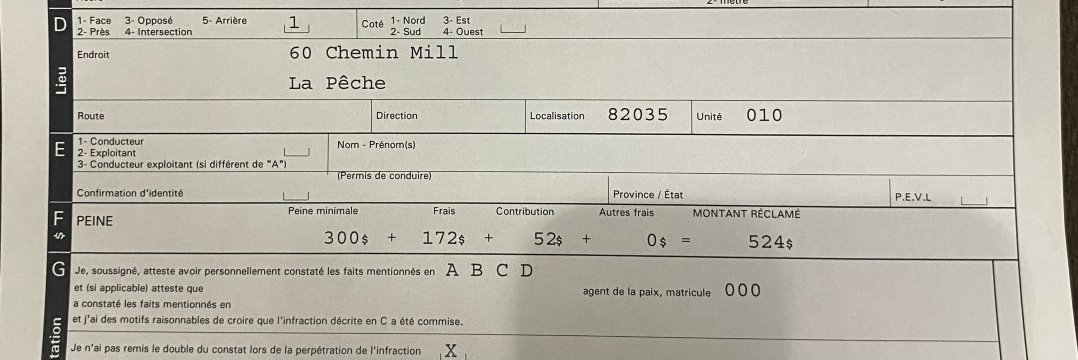 2- mètre
D 1- Face 3- Opposé 5- Arrière 1 Coté 1- Nord 3- Est
2- Près 4- Intersection 2- Sud 4- Ouest
Lieu
Endroit 60 Chemin Mill
La Pêche
Route Direction Localisation 82035 Unité 010
E 1- Conducteur Nom - Prénom(s)
2- Exploitant
3- Conducteur exploitant (si différent de "A")
(Permis de conduire)
Confirmation d'identité Province / État P.E.V.L
F PEINE Peine minimale Frais Contribution Autres frais MONTANT RÉCLAMÉ
$ 300$ + 172$ + 52$ + 0$ = 524$
G Je, soussigné, atteste avoir personnellement constaté les faits mentionnés en A B C D
et (si applicable) atteste que agent de la paix, matricule 000
a constaté les faits mentionnés en
et j'ai des motifs raisonnables de croire que l'infraction décrite en C a été commise.
tation
Je n'ai pas remis le double du constat lors de la perpétration de l'infraction X